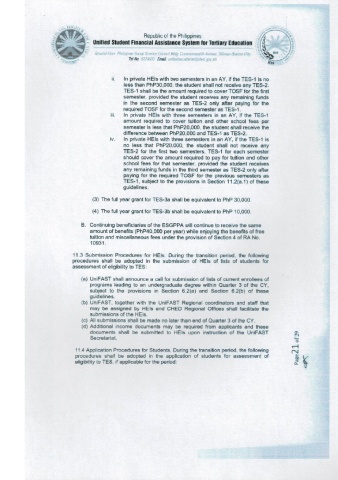 Republic of the Philippines
Unified Student Financial Assistance System for Tertiary Education
ii. In private HEIs with two semesters in an AY, if the TES-1 is no
less than PhP30,000, the student shall not receive any TES-2.
TES-1 shall be the amount required to cover TOSF for the first
semester, provided the student receives any remaining funds
in the second semester as TES-2 only after paying for the
required TOSF for the second semester as TES-1.
iii. In private HEIs with three semesters in an AY, if the TES-1
amount required to cover tuition and other school fees per
semester is less that PhP20,000, the student shall receive the
difference between PhP20,000 and TES-1 as TES-2.
iv. In private HEIs with three semesters in an AY, if TES-1 is
no less that PhP20,000, the student shall not receive any
TES-2 for the first two semesters. TES-1 for each semester
should cover the amount required to pay for tuition and other
school fees for that semester, provided the student receives
any remaining funds in the third semester as TES-2 only after
paying for the required TOSF for the previous semesters as
TES-1, subject to the provisions in Section 11.2(a.1) of these
guidelines.
(3) The full year grant for TES-3a shall be equivalent to PhP 30,000.
(4) The full year grant for TES-3b shall be equivalent to PhP 10,000.
B. Continuing beneficiaries of the ESGPPA will continue to receive the same
amount of benefits (PhP40,000 per year) while enjoying the benefits of free
tuition and miscellaneous fees under the provision of Section 4 of RA No.
10931.
11.3 Submission Procedures for HEIs. During the transition period, the following
procedures shall be adopted in the submission of HEIs of lists of students for
assessment of eligibility to TES:
(a) UniFAST shall announce a call for submission of lists of current enrollees of
programs leading to an undergraduate degree within Quarter 3 of the CY,
subject to the provisions in Section 6.2(a) and Section 6.2(b) of these
guidelines.
(b) UniFAST, together with the UniFAST Regional coordinators and staff that
may be assigned by HEIs and CHED Regional Offices shall facilitate the
submissions of the HEIs.
(c) All submissions shall be made no later than end of Quarter 3 of the CY.
(d) Additional income documents may be required from applicants and these
documents shall be submitted to HEIs upon instruction of the UniFAST
Secretariat.
11.4 Application Procedures for Students. During the transition period, the following
procedures shall be adopted in the application of students for assessment of
eligibility to TES, if applicable for the period:
Page 21 of 29